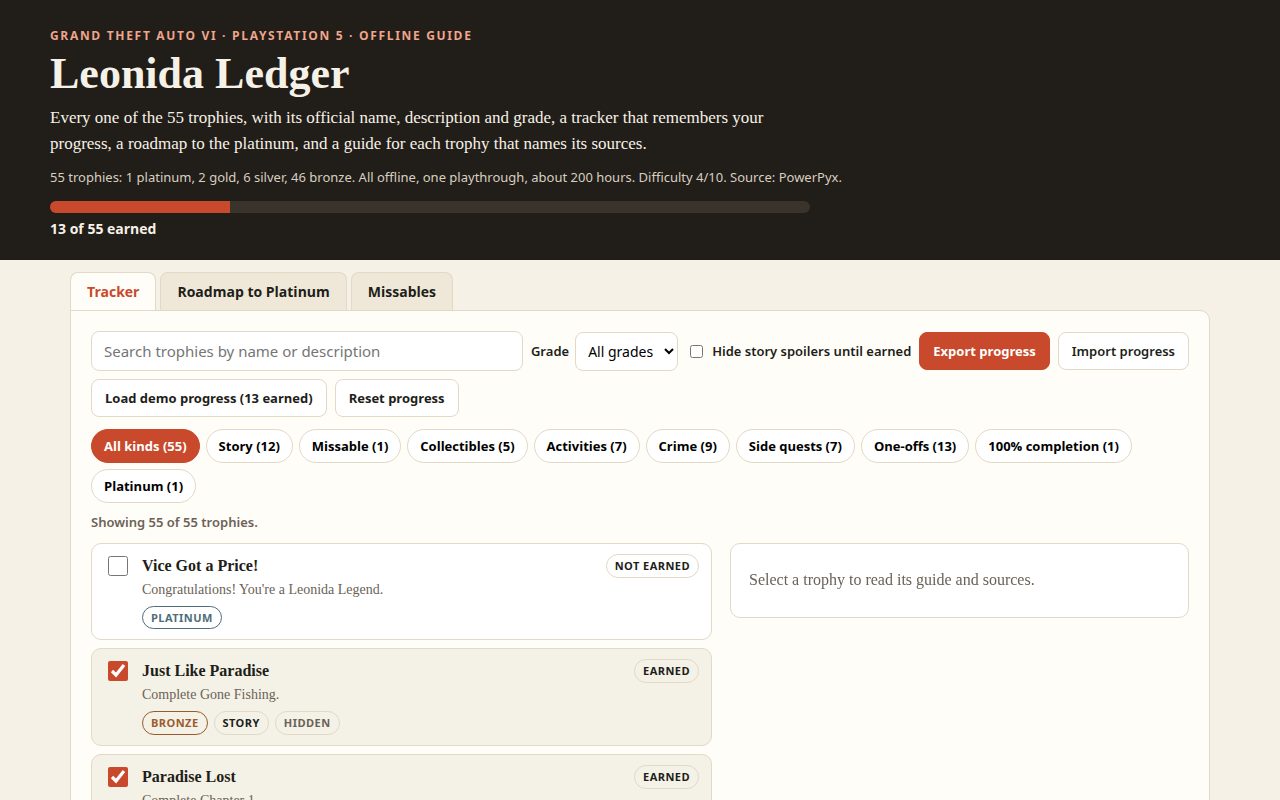 GRAND THEFT AUTO VI · PLAYSTATION 5 · OFFLINE GUIDE
Leonida Ledger
Every one of the 55 trophies, with its official name, description and grade, a tracker that remembers your
progress, a roadmap to the platinum, and a guide for each trophy that names its sources.
55 trophies: 1 platinum, 2 gold, 6 silver, 46 bronze. All offline, one playthrough, about 200 hours. Difficulty 4/10. Source: PowerPyx.
13 of 55 earned
Tracker
Roadmap to Platinum
Missables
Search trophies by name or description
Grade
All grades
Hide story spoilers until earned
Export progress
Import progress
Load demo progress (13 earned)
Reset progress
All kinds (55)
Story (12)
Missable (1)
Collectibles (5)
Activities (7)
Crime (9)
Side quests (7)
One-offs (13)
100% completion (1)
Platinum (1)
Showing 55 of 55 trophies.
Vice Got a Price!
NOT EARNED
Congratulations! You're a Leonida Legend.
PLATINUM
Select a trophy to read its guide and sources.
Just Like Paradise
EARNED
Complete Gone Fishing.
BRONZE
STORY
HIDDEN
Paradise Lost
EARNED
Complete Chapter 1.